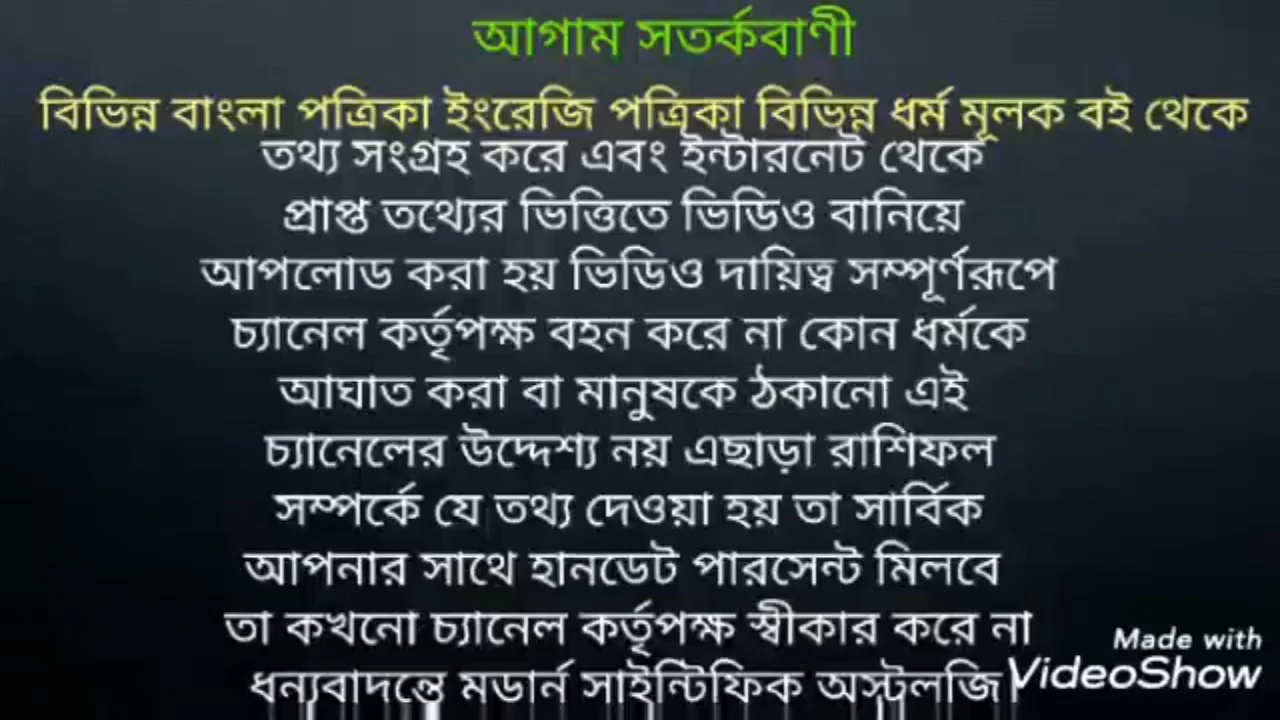 আগাম সতর্কবাণী
বিভিন্ন বাংলা পত্রিকা ইংরেজি পত্রিকা বিভিন্ন ধর্ম মূলক বই থেকে
তথ্য সংগ্রহ করে এবং ইন্টারনেট থেকে
প্রাপ্ত তথ্যের ভিত্তিতে ভিডিও বানিয়ে
আপলোড করা হয় ভিডিও দায়িত্ব সম্পূর্ণরূপে
চ্যানেল কর্তৃপক্ষ বহন করে না কোন ধর্মকে
আঘাত করা বা মানুষকে ঠকানো এই
চ্যানেলের উদ্দেশ্য নয় এছাড়া রাশিফল
সম্পর্কে যে তথ্য দেওয়া হয় তা সার্বিক
আপনার সাথে হানডেট পারসেন্ট মিলবে
তা কখনো চ্যানেল কর্তৃপক্ষ স্বীকার করে না
ধন্যবাদন্তে মডার্ন সাইন্টিফিক অস্ট্রলজি।
Made with
VideoShow